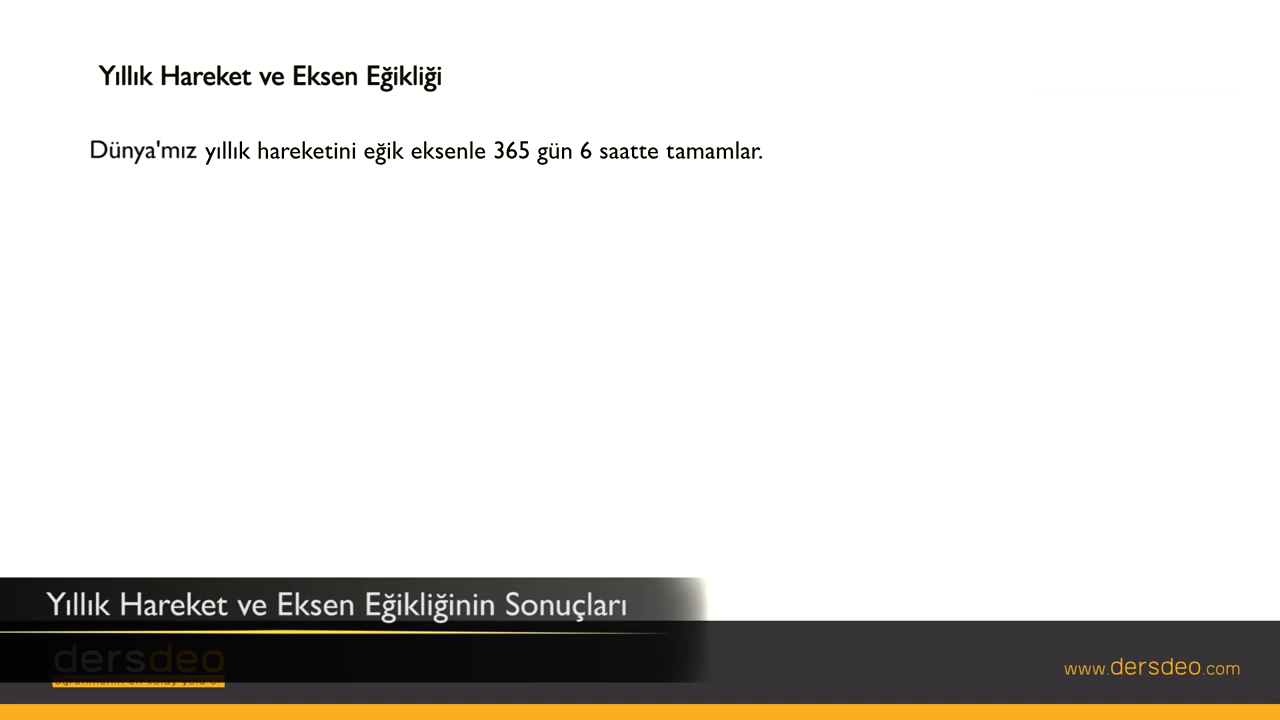 Yıllık Hareket ve Eksen Eğikliği
Dünya'mız yıllık hareketini eğik eksenle 365 gün 6 saatte tamamlar.
Yıllık Hareket ve Eksen Eğikliğinin Sonuçları
dersdeo
www.dersdeo.com